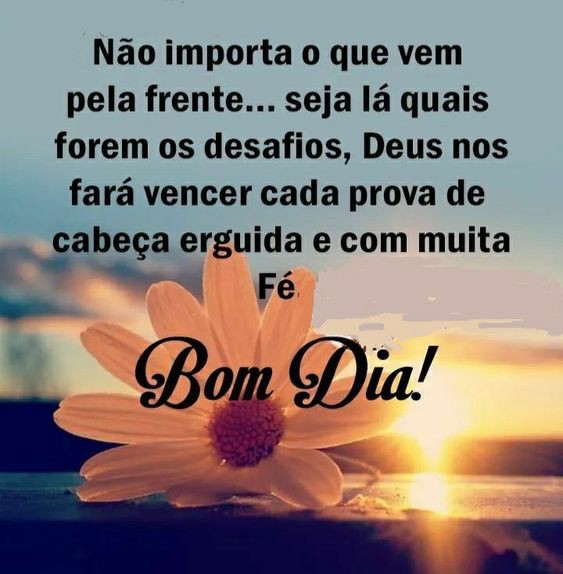 Não importa o que vem
pela frente... seja lá quais
forem os desafios, Deus nos
fará vencer cada prova de
cabeça erguida e com muita
Fé
Bom Dia!